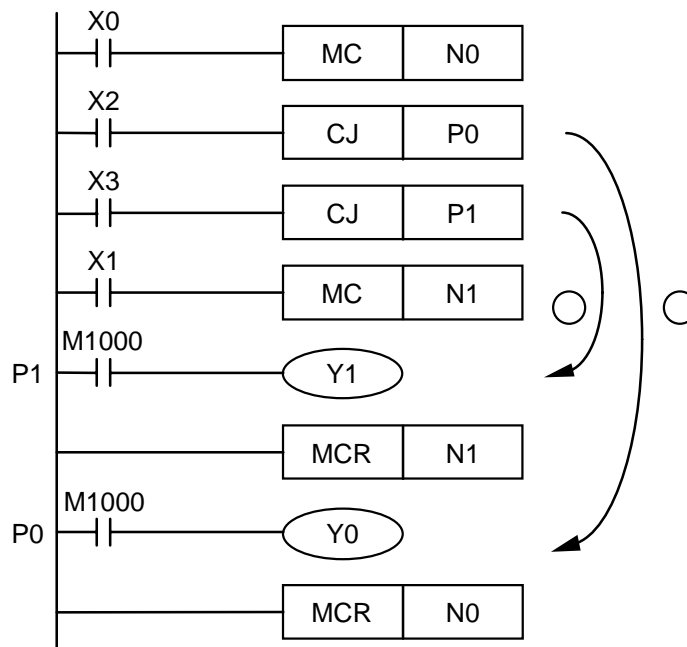 X0
MC N0
X2
CJ P0
X3
CJ P1
X1
MC N1
M1000
P1 Y1
MCR N1
M1000
P0 Y0
MCR N0